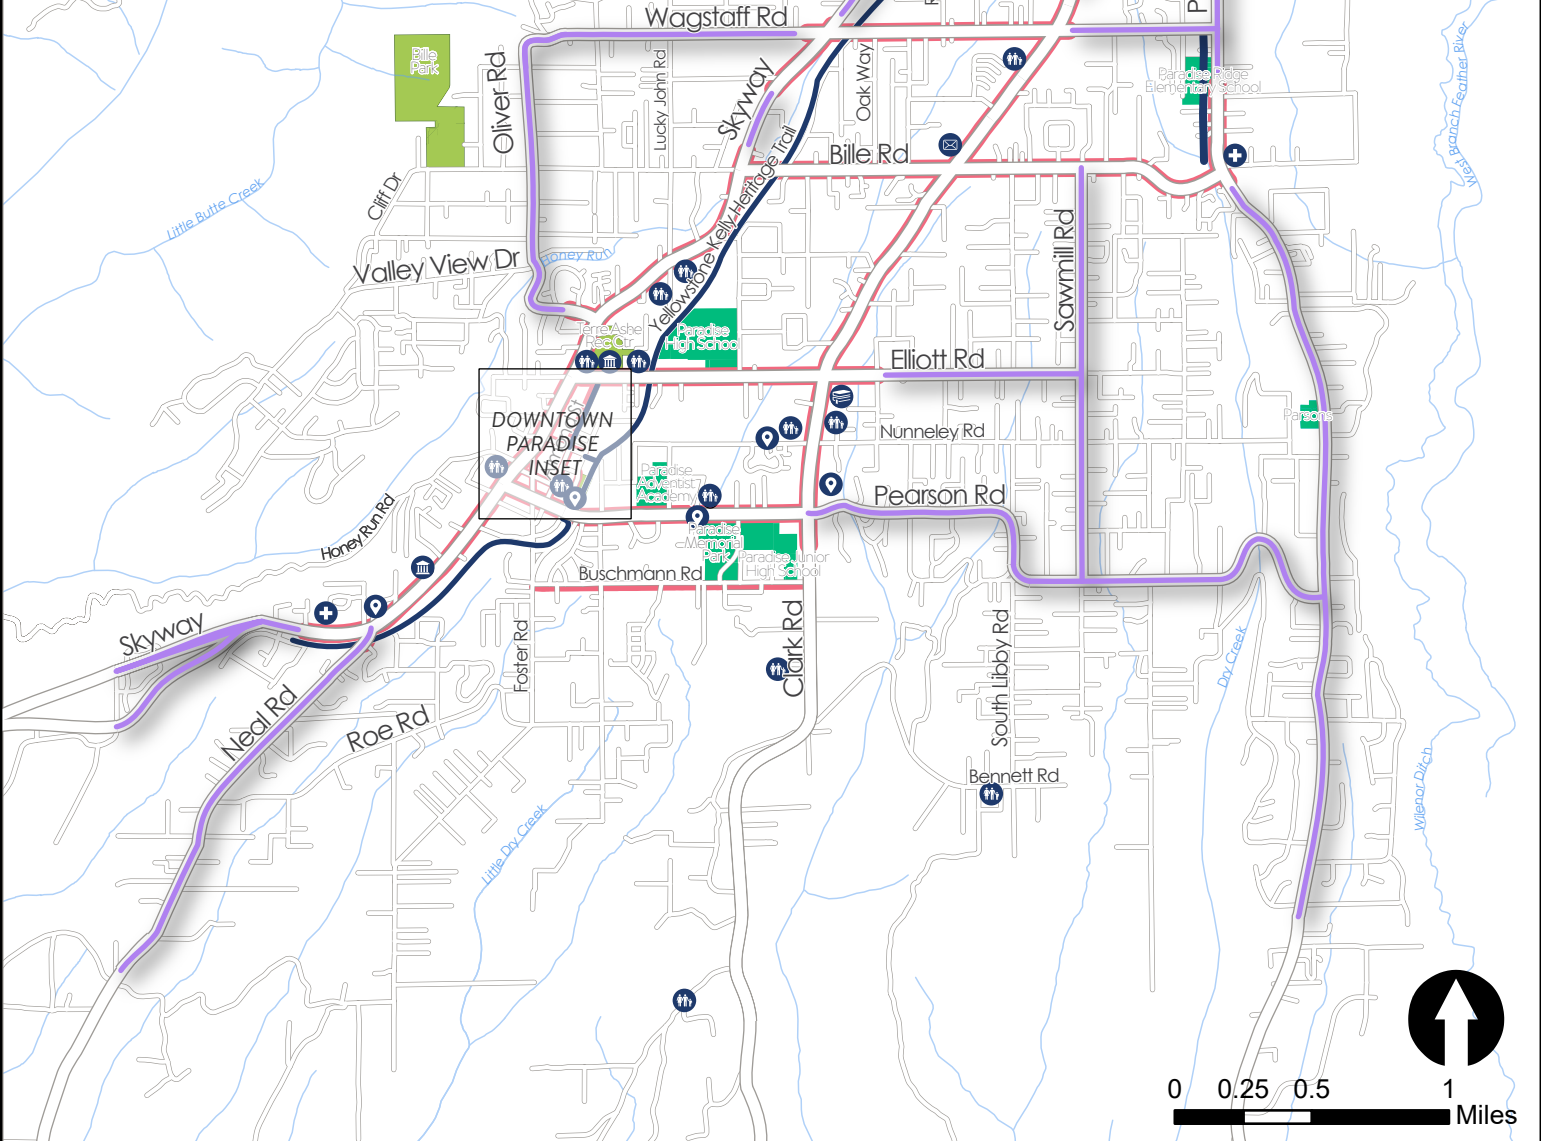 Wagstaff Rd
Bille
Park
Oliver Rd
Lucky John Rd
Skyway
Oak Way
Paradise Ridge
Elementary School
West Branch Feather River
Bille Rd
Cliff Dr
Little Butte Creek
Yellowstone Kelly Heritage Trail
Sawmill Rd
Valley View Dr
Honey Run
Terre Ashe
Rec Ctr
Paradise
High School
Elliott Rd
DOWNTOWN
PARADISE
INSET
Parsons
Nunneley Rd
Paradise
Adventist
Academy
Pearson Rd
Honey Run Rd
Paradise
Memorial
Park
Paradise Junior
High School
Buschmann Rd
Skyway
Foster Rd
Clark Rd
South Libby Rd
Dry Creek
Neal Rd
Roe Rd
Bennett Rd
Wilenor Ditch
Little Dry Creek
0 0.25 0.5 1
Miles